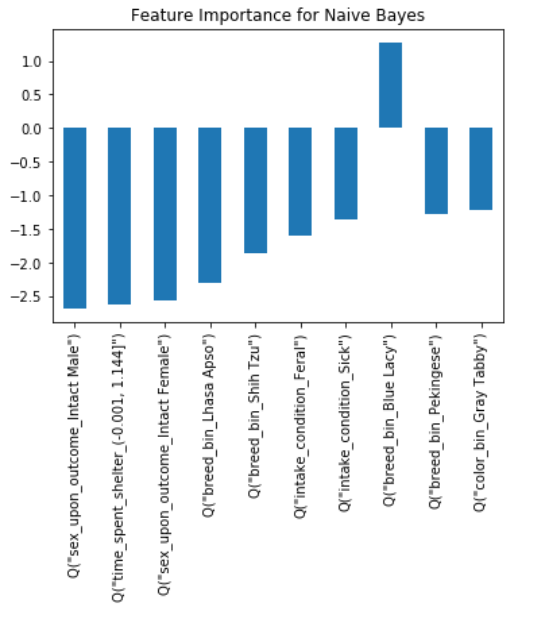 Feature Importance for Naive Bayes
1.0
0.5
0.0
−0.5
−1.0
−1.5
−2.0
−2.5
Q("sex_upon_outcome_Intact Male")
Q("time_spent_shelter_(-0.001, 1.144]")
Q("sex_upon_outcome_Intact Female")
Q("breed_bin_Lhasa Apso")
Q("breed_bin_Shih Tzu")
Q("intake_condition_Feral")
Q("intake_condition_Sick")
Q("breed_bin_Blue Lacy")
Q("breed_bin_Pekingese")
Q("color_bin_Gray Tabby")